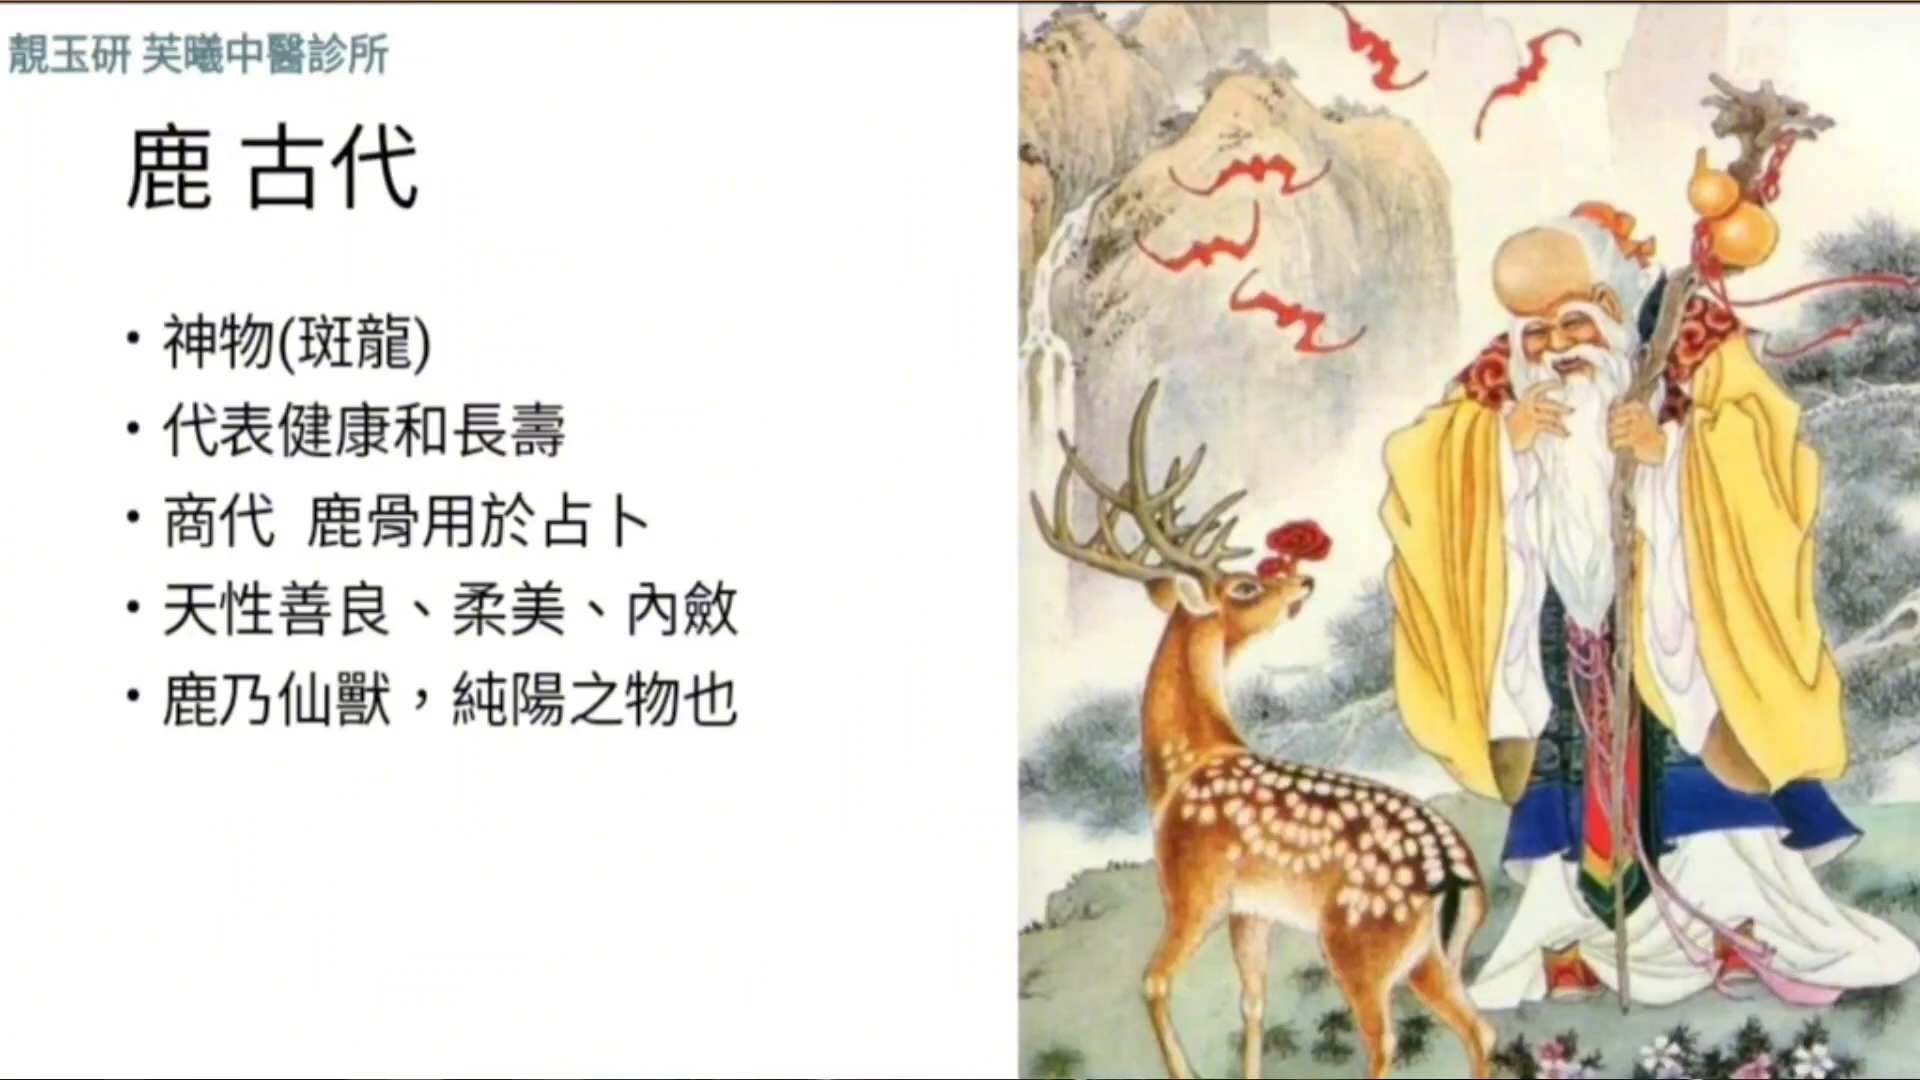 靚玉研 芙曦中醫診所
鹿 古代
• 神物(斑龍)
• 代表健康和長壽
• 商代 鹿骨用於占卜
• 天性善良、柔美、內斂
• 鹿乃仙獸，純陽之物也